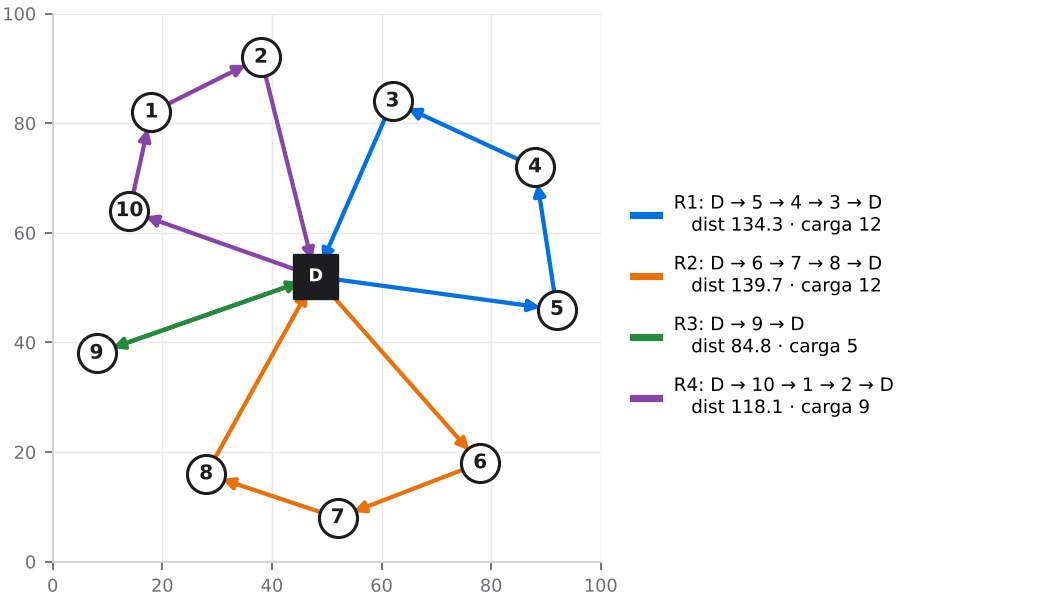 100
80
60
40
20
0
0 20 40 60 80 100
2
1
3
4
10
D
5
9
6
8
7
R1: D → 5 → 4 → 3 → D
dist 134.3 · carga 12
R2: D → 6 → 7 → 8 → D
dist 139.7 · carga 12
R3: D → 9 → D
dist 84.8 · carga 5
R4: D → 10 → 1 → 2 → D
dist 118.1 · carga 9